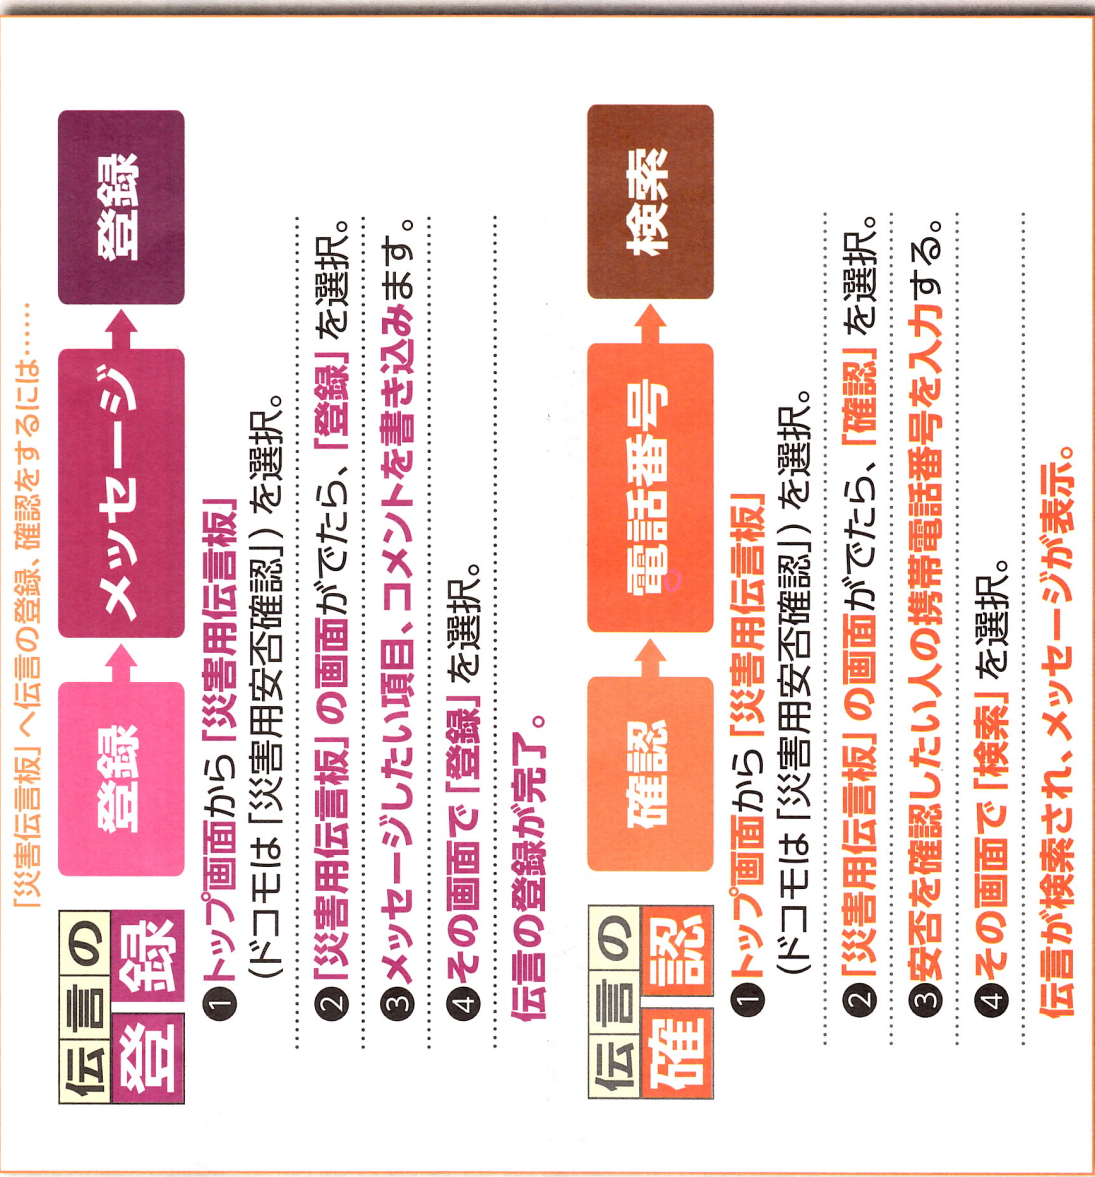 「災害伝言板」へ伝言の登録、確認をするには……
伝言の
登録
登録
メッセージ
登録
❶トップ画面から「災害用伝言板」
(ドコモは「災害用安否確認」)を選択。
❷「災害用伝言板」の画面がでたら、「登録」を選択。
❸メッセージしたい項目、コメントを書き込みます。
❹その画面で「登録」を選択。
伝言の登録が完了。
伝言の
確認
確認
電話番号
検索
❶トップ画面から「災害用伝言板」
(ドコモは「災害用安否確認」)を選択。
❷「災害用伝言板」の画面がでたら、「確認」を選択。
❸安否を確認したい人の携帯電話番号を入力する。
❹その画面で「検索」を選択。
伝言が検索され、メッセージが表示。